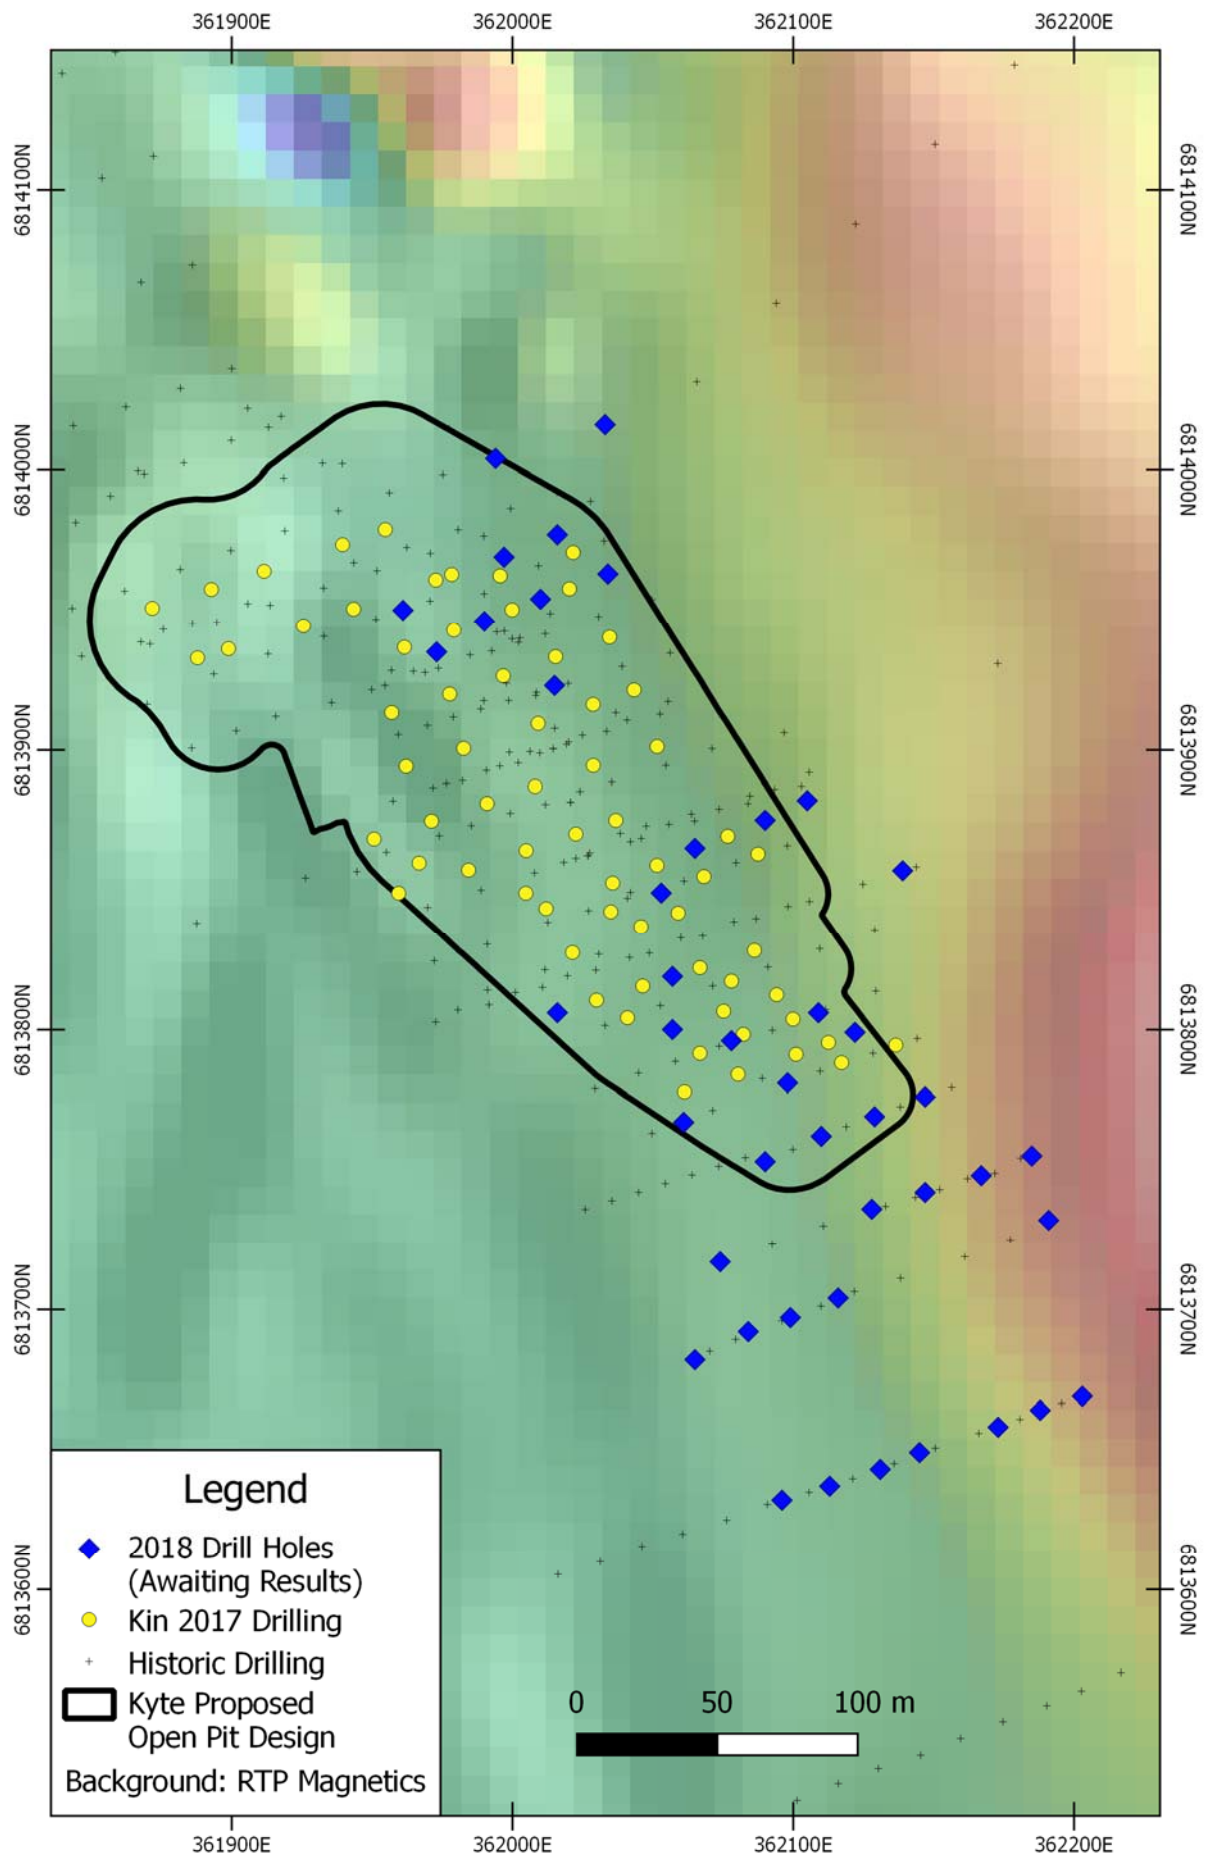 361900E 362000E 362100E 362200E
6814100N 6814100N
6814000N 6814000N
6813900N 6813900N
6813800N 6813800N
6813700N 6813700N
6813600N 6813600N
Legend
2018 Drill Holes
(Awaiting Results)
Kin 2017 Drilling
Historic Drilling
Kyte Proposed
Open Pit Design
Background: RTP Magnetics
0 50 100 m
361900E 362000E 362100E 362200E